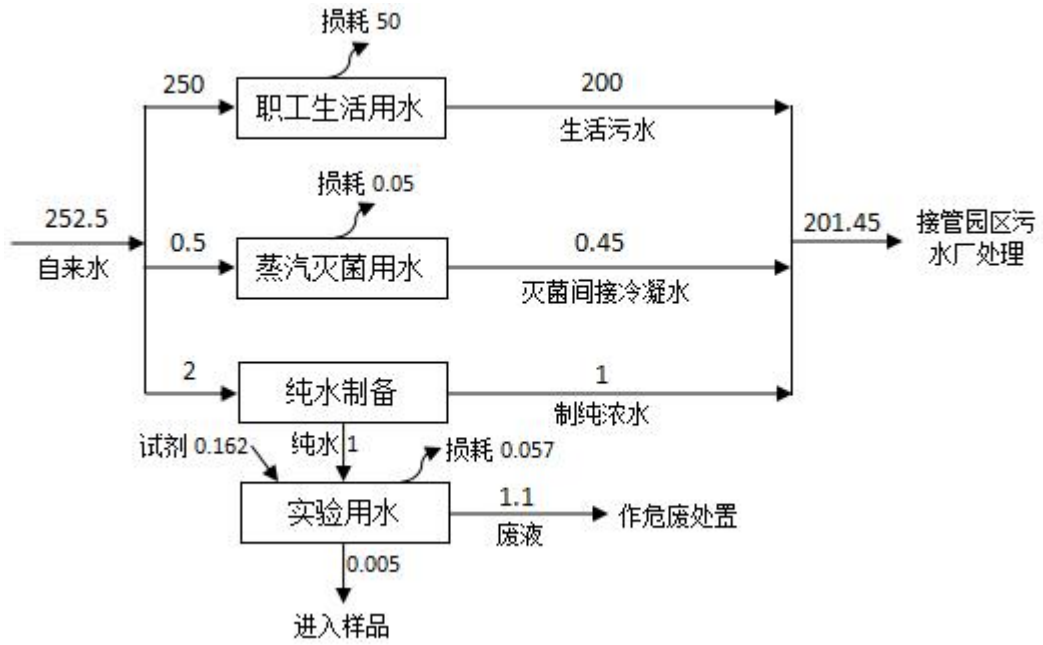 损耗 50
250
职工生活用水
200
生活污水
损耗 0.05
252.5
自来水
0.5
蒸汽灭菌用水
0.45
灭菌间接冷凝水
201.45
接管园区污
水厂处理
2
纯水制备
1
制纯浓水
试剂 0.162
纯水 1
损耗 0.057
实验用水
1.1
废液
作危废处置
0.005
进入样品